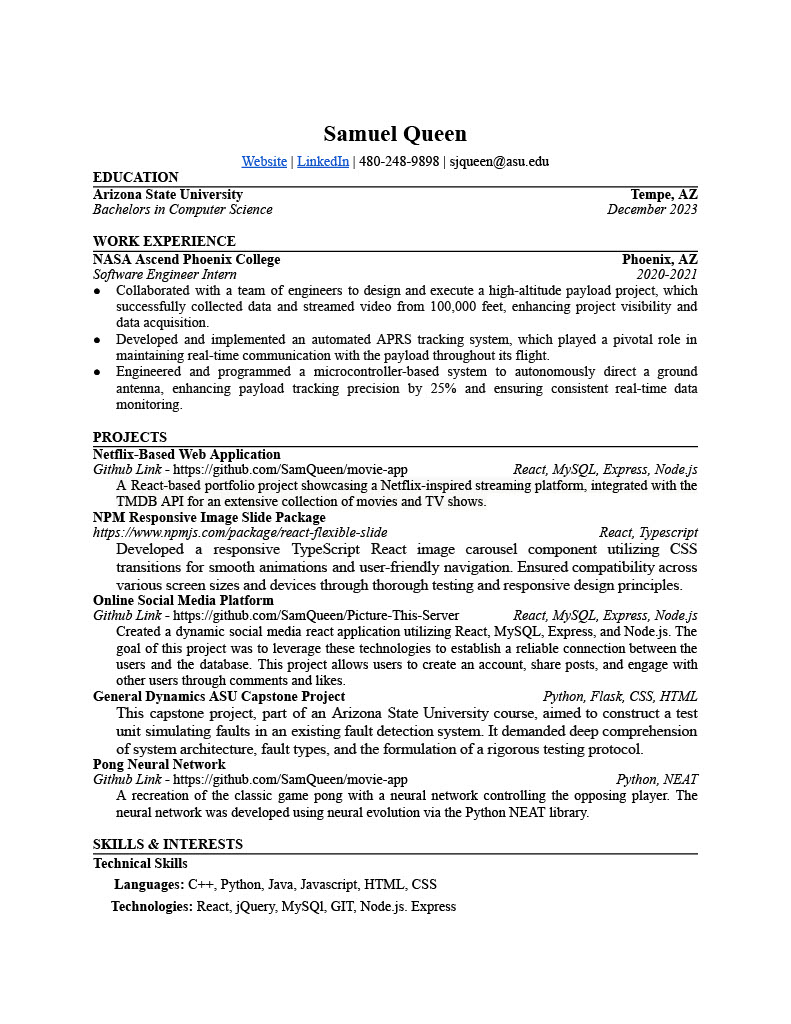 Samuel Queen
Website | LinkedIn | 480-248-9898 | sjqueen@asu.edu
EDUCATION
Arizona State University Tempe, AZ
Bachelors in Computer Science December 2023
WORK EXPERIENCE
NASA Ascend Phoenix College Phoenix, AZ
Software Engineer Intern 2020-2021
● Collaborated with a team of engineers to design and execute a high-altitude payload project, which
successfully collected data and streamed video from 100,000 feet, enhancing project visibility and
data acquisition.
● Developed and implemented an automated APRS tracking system, which played a pivotal role in
maintaining real-time communication with the payload throughout its flight.
● Engineered and programmed a microcontroller-based system to autonomously direct a ground
antenna, enhancing payload tracking precision by 25% and ensuring consistent real-time data
monitoring.
PROJECTS
Netflix-Based Web Application
Github Link - https://github.com/SamQueen/movie-app React, MySQL, Express, Node.js
A React-based portfolio project showcasing a Netflix-inspired streaming platform, integrated with the
TMDB API for an extensive collection of movies and TV shows.
NPM Responsive Image Slide Package
https://www.npmjs.com/package/react-flexible-slide React, Typescript
Developed a responsive TypeScript React image carousel component utilizing CSS
transitions for smooth animations and user-friendly navigation. Ensured compatibility across
various screen sizes and devices through thorough testing and responsive design principles.
Online Social Media Platform
Github Link - https://github.com/SamQueen/Picture-This-Server React, MySQL, Express, Node.js
Created a dynamic social media react application utilizing React, MySQL, Express, and Node.js. The
goal of this project was to leverage these technologies to establish a reliable connection between the
users and the database. This project allows users to create an account, share posts, and engage with
other users through comments and likes.
General Dynamics ASU Capstone Project Python, Flask, CSS, HTML
This capstone project, part of an Arizona State University course, aimed to construct a test
unit simulating faults in an existing fault detection system. It demanded deep comprehension
of system architecture, fault types, and the formulation of a rigorous testing protocol.
Pong Neural Network
Github Link - https://github.com/SamQueen/movie-app Python, NEAT
A recreation of the classic game pong with a neural network controlling the opposing player. The
neural network was developed using neural evolution via the Python NEAT library.
SKILLS & INTERESTS
Technical Skills
Languages: C++, Python, Java, Javascript, HTML, CSS
Technologies: React, jQuery, MySQl, GIT, Node.js. Express